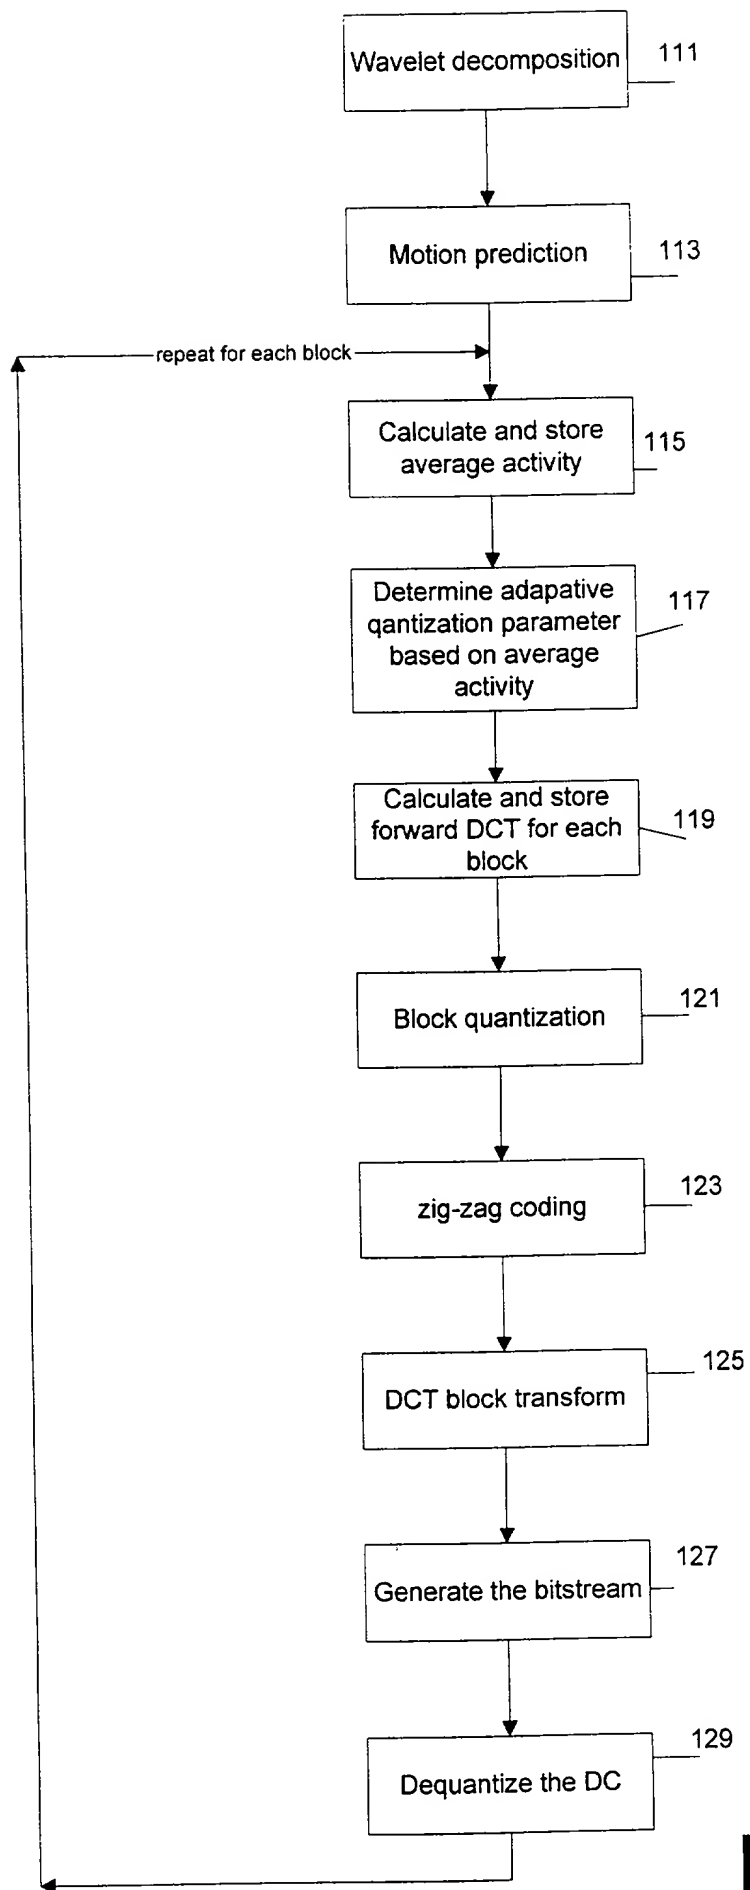 Wavelet decomposition
111
Motion prediction
113
repeat for each block
Calculate and store
average activity
115
Determine adapative
qantization parameter
based on average
activity
117
Calculate and store
forward DCT for each
block
119
Block quantization
121
zig-zag coding
123
DCT block transform
125
Generate the bitstream
127
Dequantize the DC
129